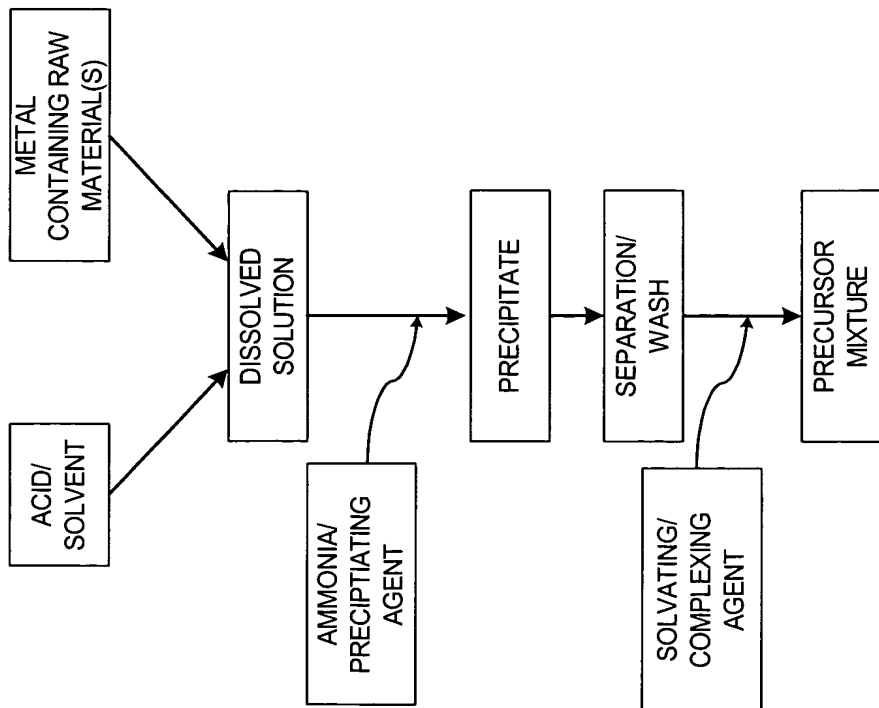 METAL
CONTAINING RAW
MATERIAL(S)
ACID/
SOLVENT
DISSOLVED
SOLUTION
AMMONIA/
PRECIPTIATING
AGENT
PRECIPITATE
SEPARATION/
WASH
SOLVATING/
COMPLEXING
AGENT
PRECURSOR
MIXTURE